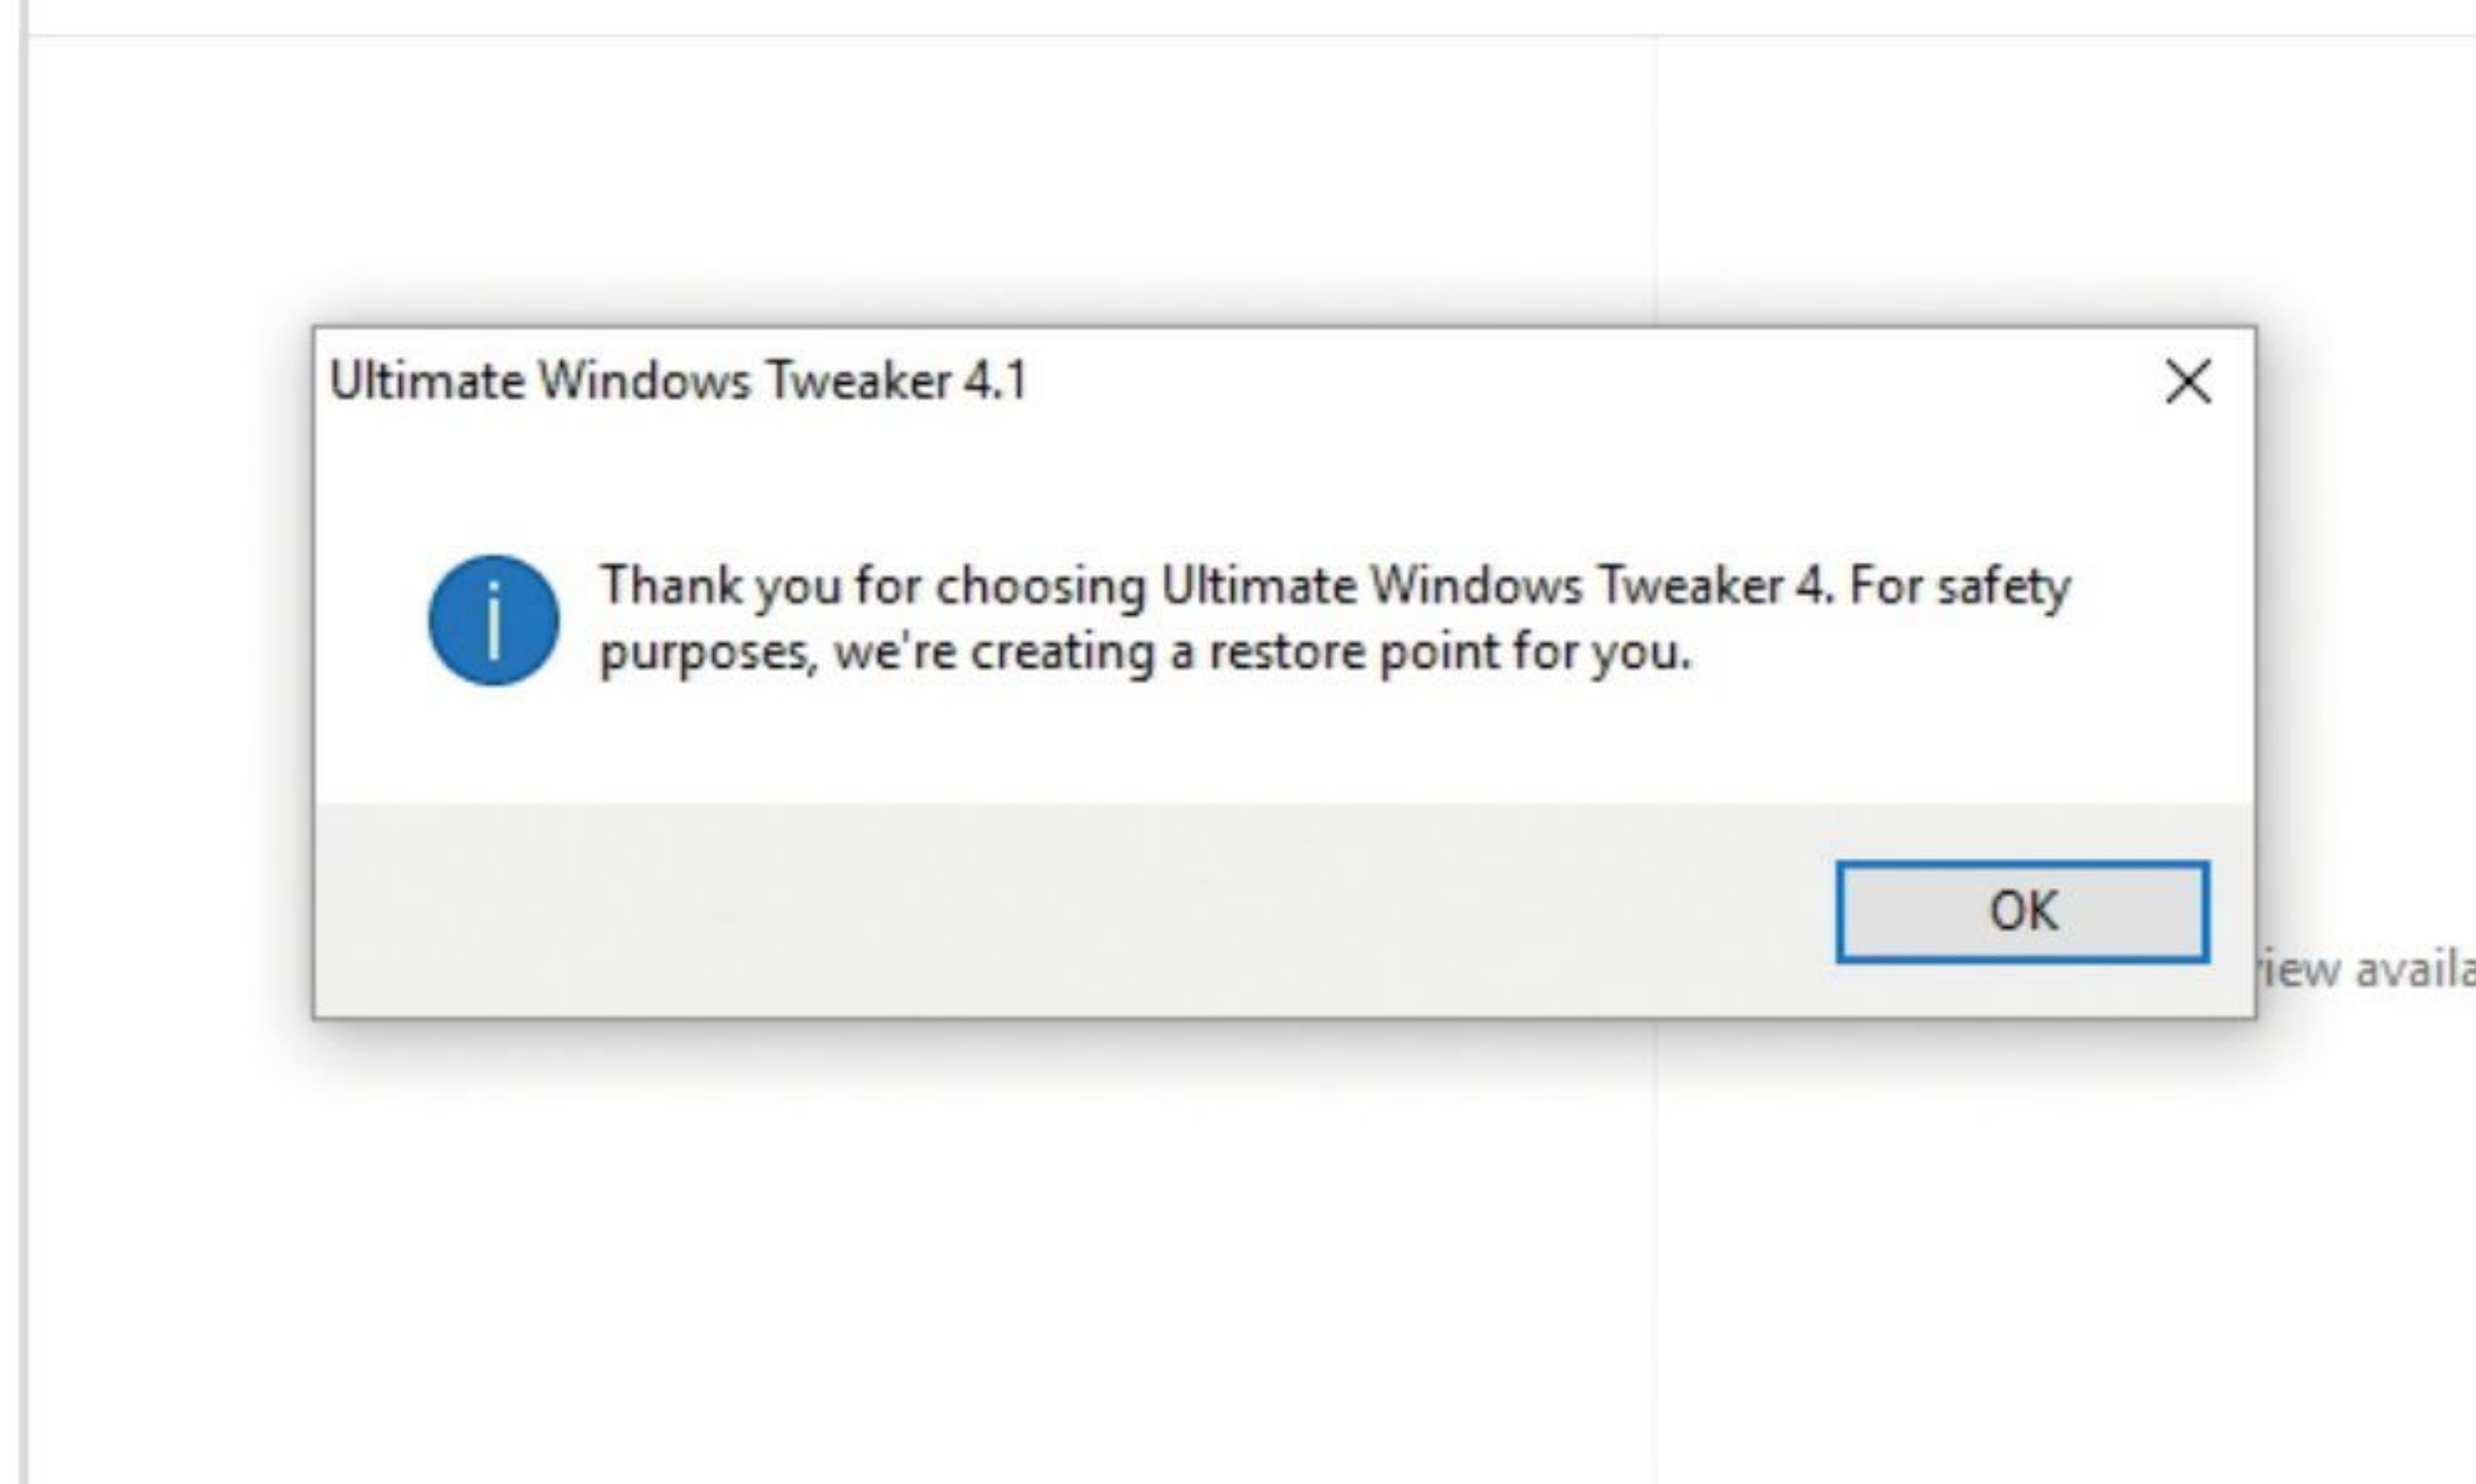 Ultimate Windows Tweaker 4.1
Thank you for choosing Ultimate Windows Tweaker 4. For safety
purposes, we're creating a restore point for you.
OK